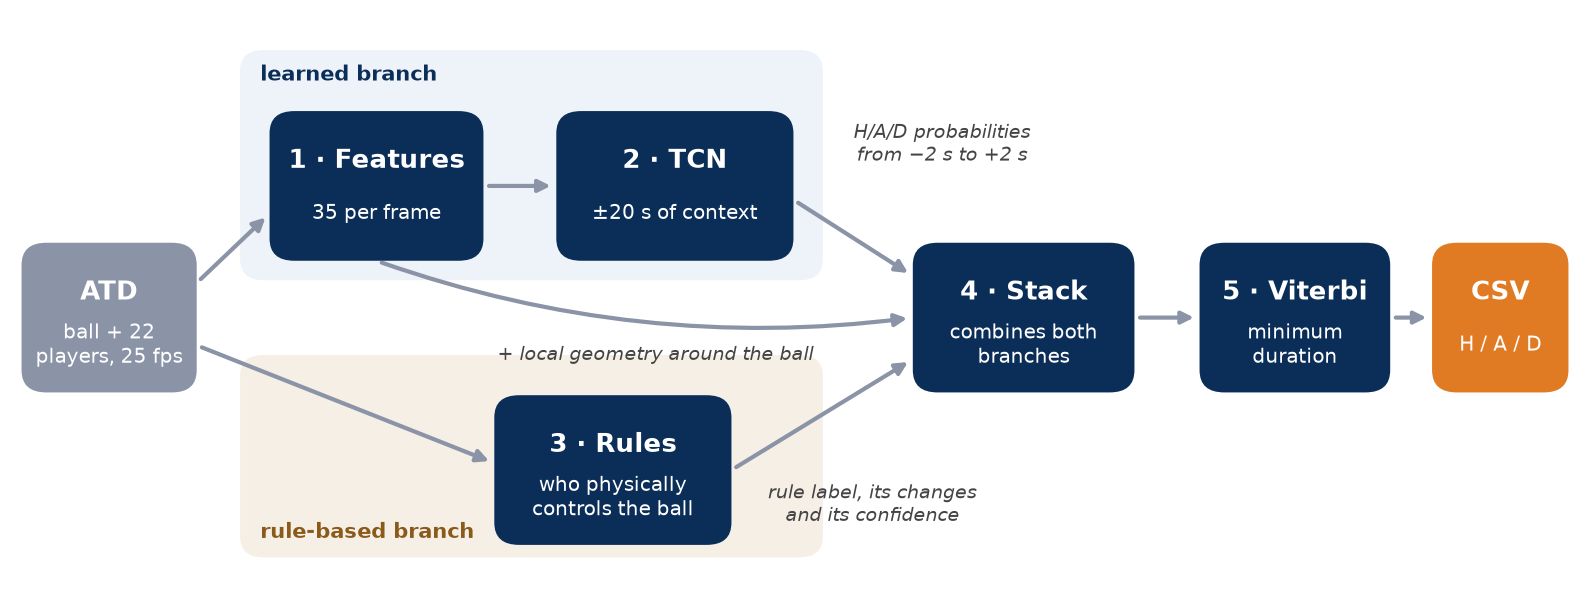 learned branch
1 · Features
35 per frame
2 · TCN
±20 s of context
H/A/D probabilities
from −2 s to +2 s
ATD
ball + 22
players, 25 fps
+ local geometry around the ball
3 · Rules
who physically
controls the ball
rule-based branch
rule label, its changes
and its confidence
4 · Stack
combines both
branches
5 · Viterbi
minimum
duration
CSV
H / A / D